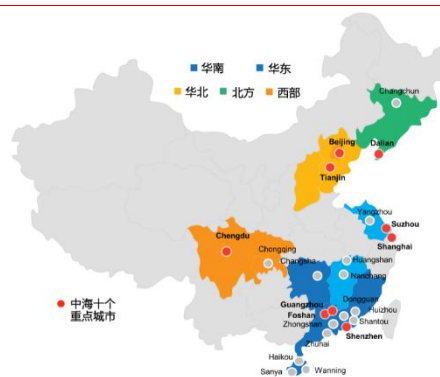 华南 华东
华北 北方 西部
Changchun
Beijing
Dalian
Tianjin
Yangzhou
Suzhou
Shanghai
Chengdu
Chongqing
Huangshan
Changsha
Nanchang
Guangzhou
Dongguan
Foshan
Huizhou
Zhongshan
Shantou
Shenzhen
Zhuhai
Haikou
Sanya
Wanning
中海十个
重点城市